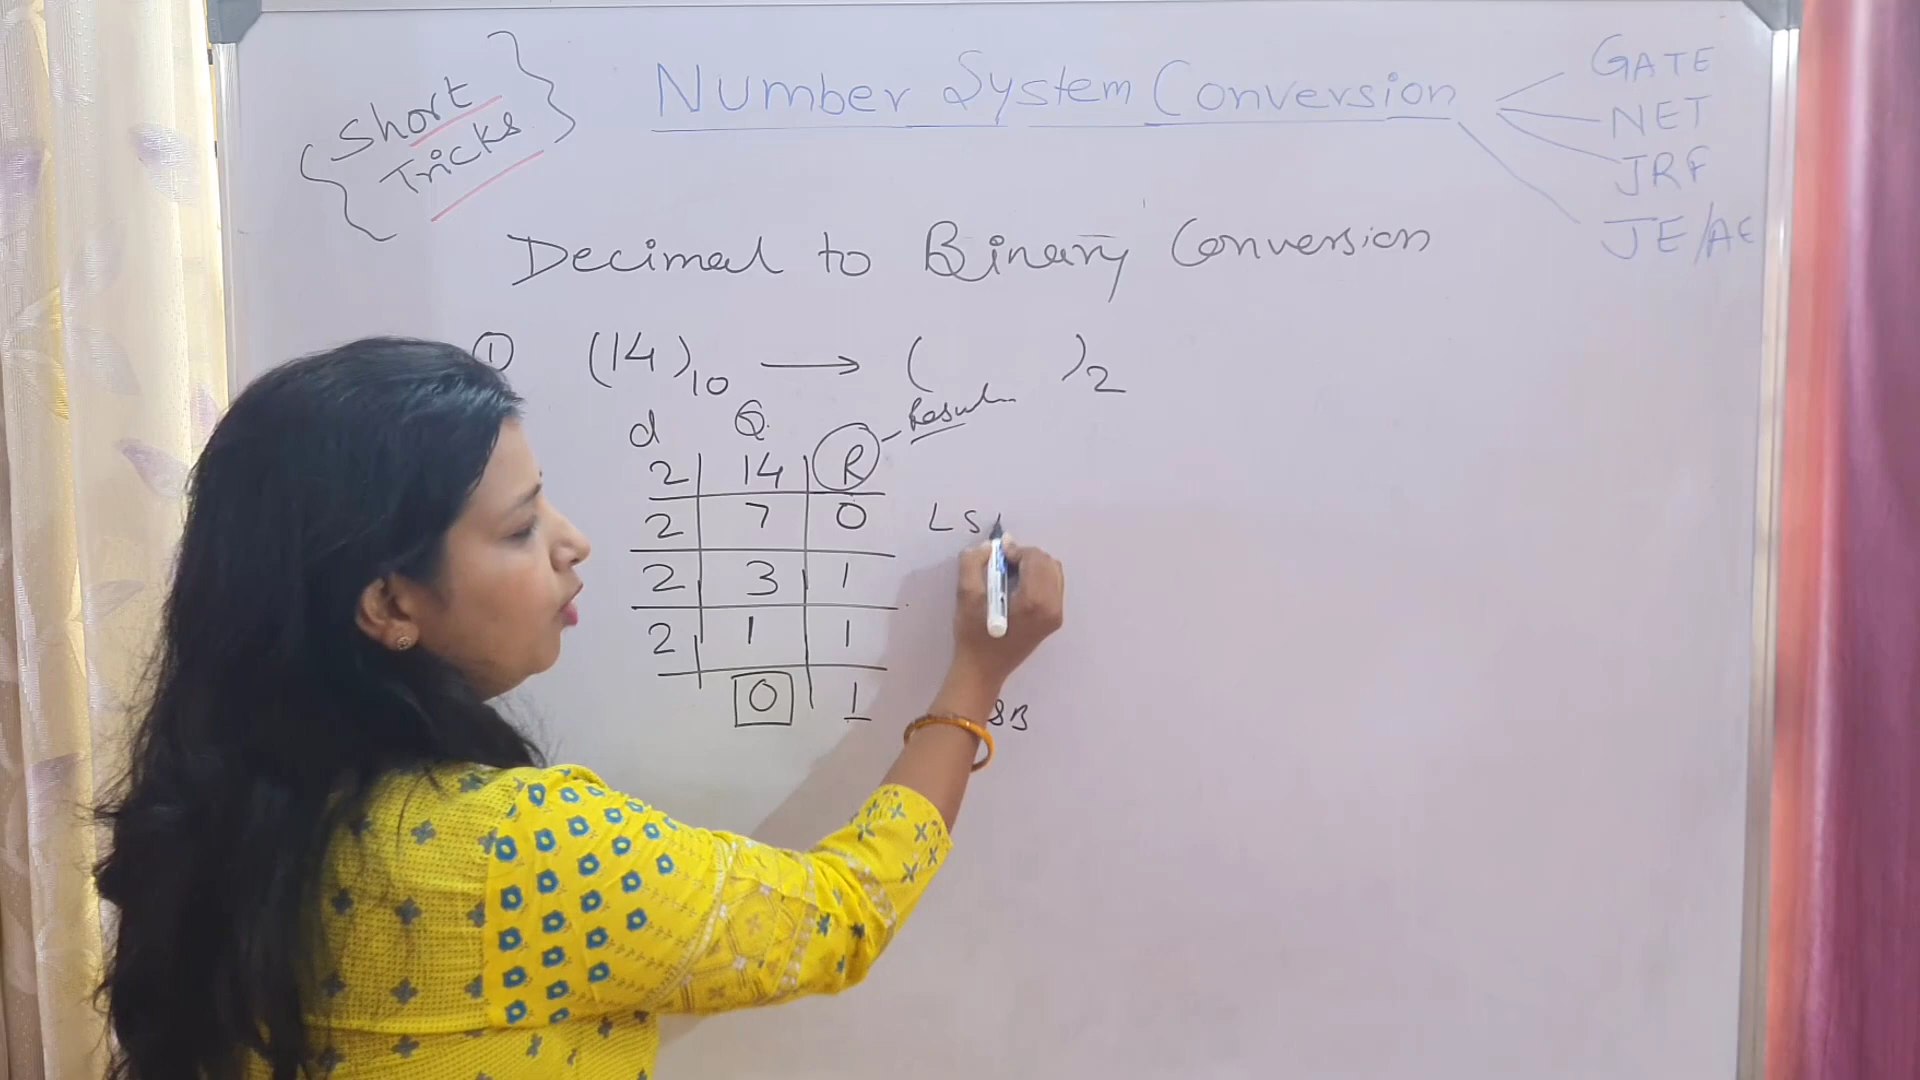 Short
Tricks
Number System Conversion
GATE
NET
JRF
JE/AE
Decimal to Binary Conversion
① (14)10 → ( )2
d Q
2 14 R - Result
2 7 0 LS
2 3 1
2 1 1
0 1 SB